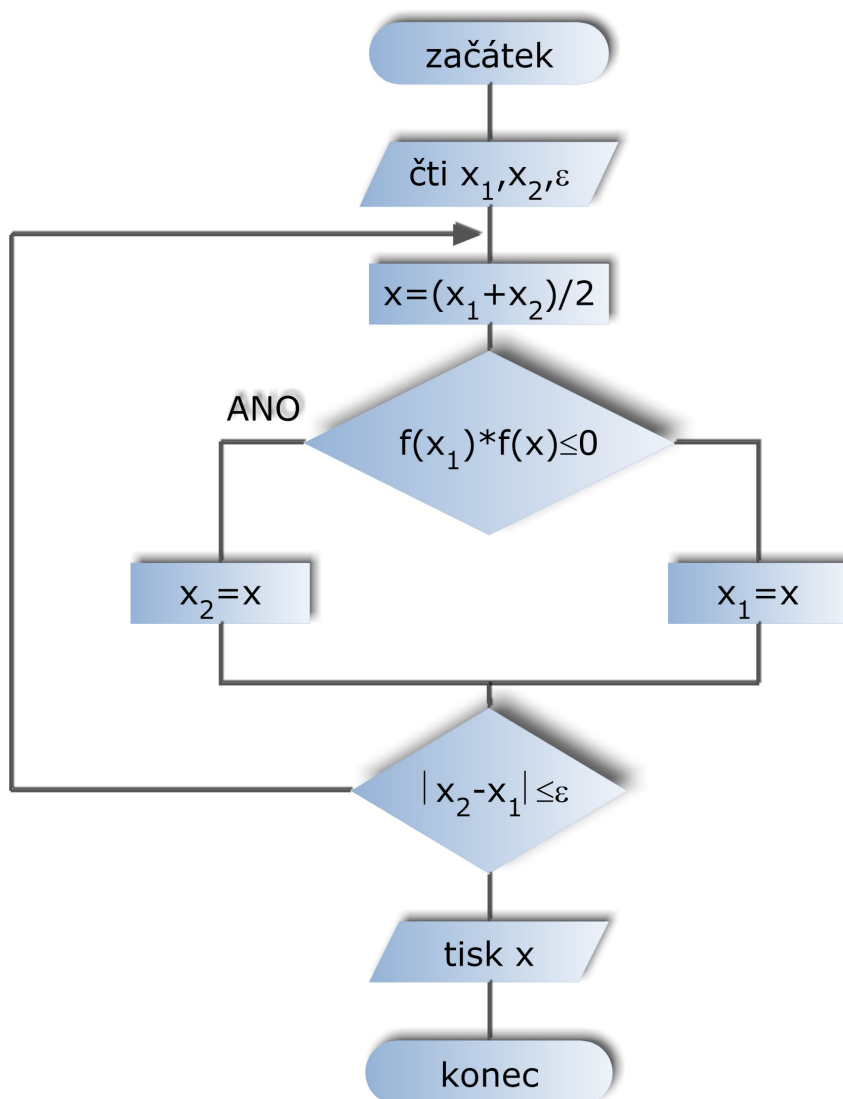 začátek
čti x₁,x₂,ε
x=(x₁+x₂)/2
ANO
f(x₁)*f(x)≤0
x₂=x
x₁=x
|x₂-x₁|≤ε
tisk x
konec